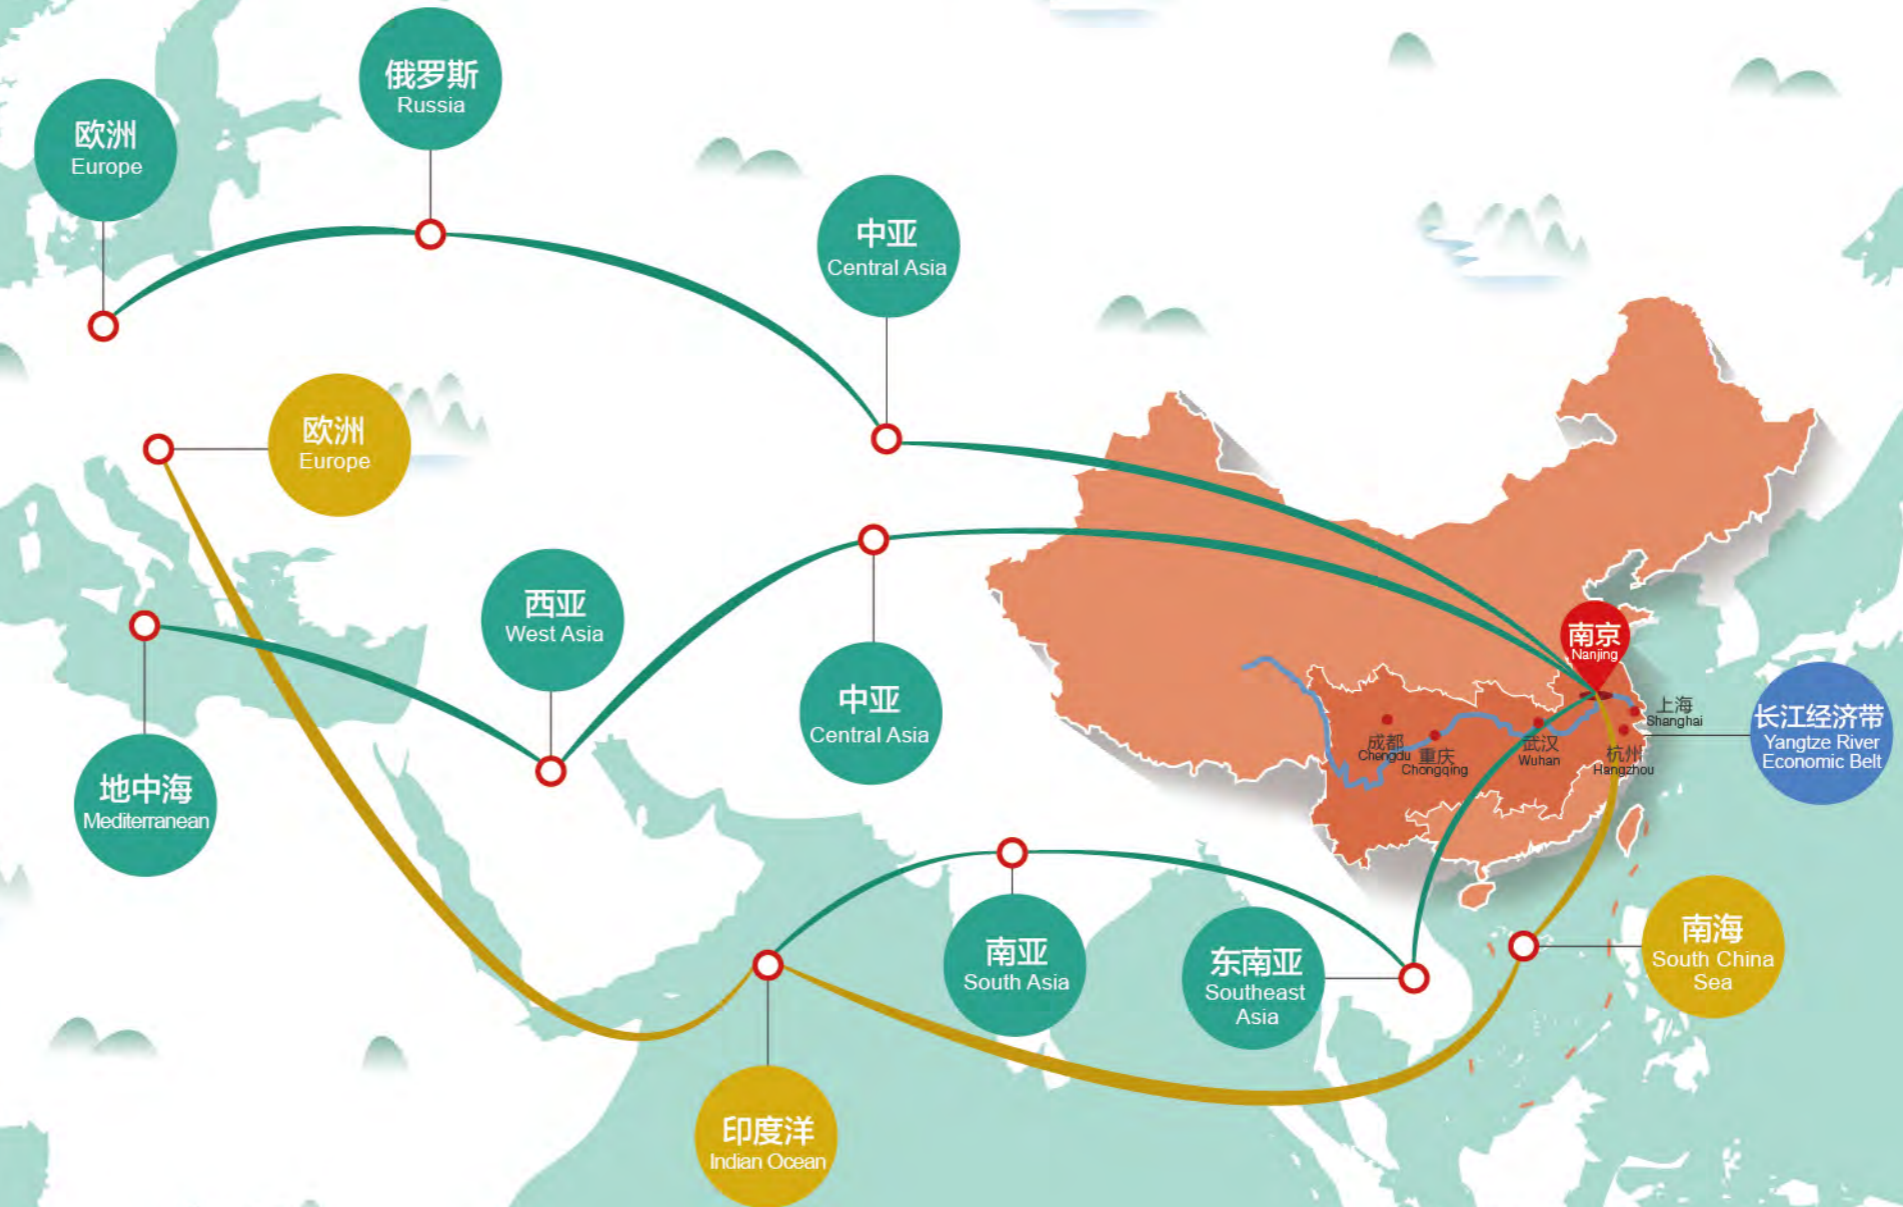 俄罗斯
Russia
欧洲
Europe
中亚
Central Asia
欧洲
Europe
西亚
West Asia
中亚
Central Asia
地中海
Mediterranean
南京
Nanjing
上海
Shanghai
长江经济带
Yangtze River
Economic Belt
成都
Chengdu
重庆
Chongqing
武汉
Wuhan
杭州
Hangzhou
南亚
South Asia
东南亚
Southeast
Asia
南海
South China
Sea
印度洋
Indian Ocean